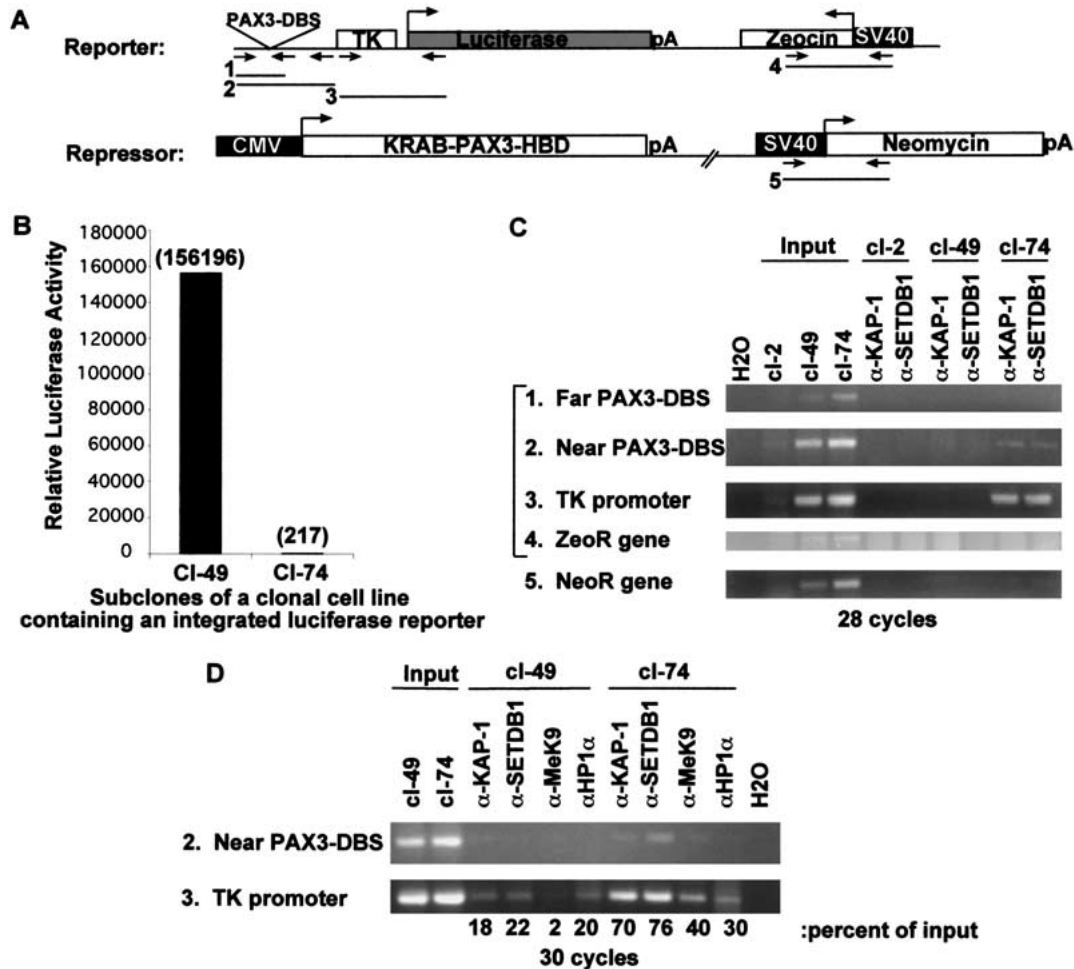 A
PAX3-DBS
Reporter:
TK
Luciferase
pA
Zeocin
SV40
1
2
3
4
Repressor:
CMV
KRAB-PAX3-HBD
pA
SV40
Neomycin
pA
5
B
Relative Luciferase Activity
180000
160000
140000
120000
100000
80000
60000
40000
20000
0
(156196)
(217)
Cl-49
Cl-74
Subclones of a clonal cell line
containing an integrated luciferase reporter
C
Input
cl-2
cl-49
cl-74
H2O
cl-2
cl-49
cl-74
α-KAP-1
α-SETDB1
α-KAP-1
α-SETDB1
α-KAP-1
α-SETDB1
1. Far PAX3-DBS
2. Near PAX3-DBS
3. TK promoter
4. ZeoR gene
5. NeoR gene
28 cycles
D
Input
cl-49
cl-74
cl-49
cl-74
α-KAP-1
α-SETDB1
α-MeK9
αHP1α
α-KAP-1
α-SETDB1
α-MeK9
αHP1α
H2O
2. Near PAX3-DBS
3. TK promoter
18 22 2 20 70 76 40 30 :percent of input
30 cycles